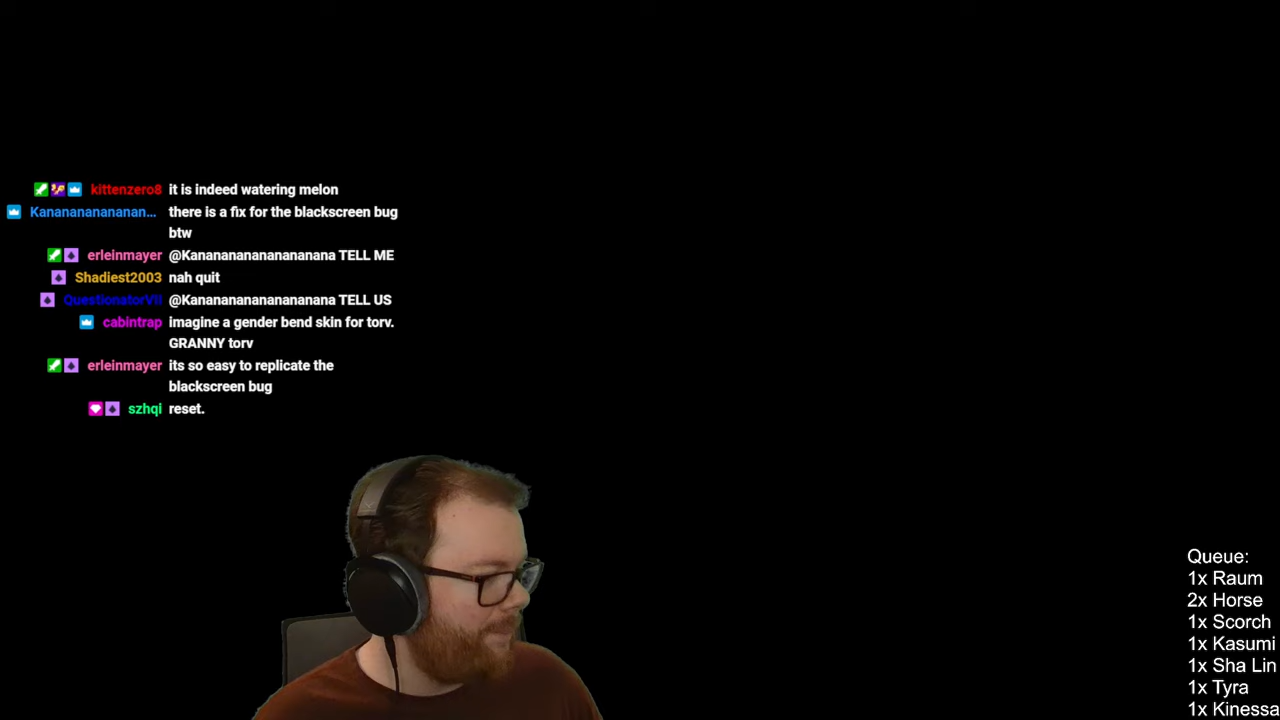 kittenzero8 it is indeed watering melon
Kanananananan... there is a fix for the blackscreen bug
btw
erleinmayer @Kanananananananana TELL ME
Shadiest2003 nah quit
QuestionatorVII @Kanananananananana TELL US
cabintrap imagine a gender bend skin for torv.
GRANNY torv
erleinmayer its so easy to replicate the
blackscreen bug
szhqi reset.
Queue:
1x Raum
2x Horse
1x Scorch
1x Kasumi
1x Sha Lin
1x Tyra
1x Kinessa